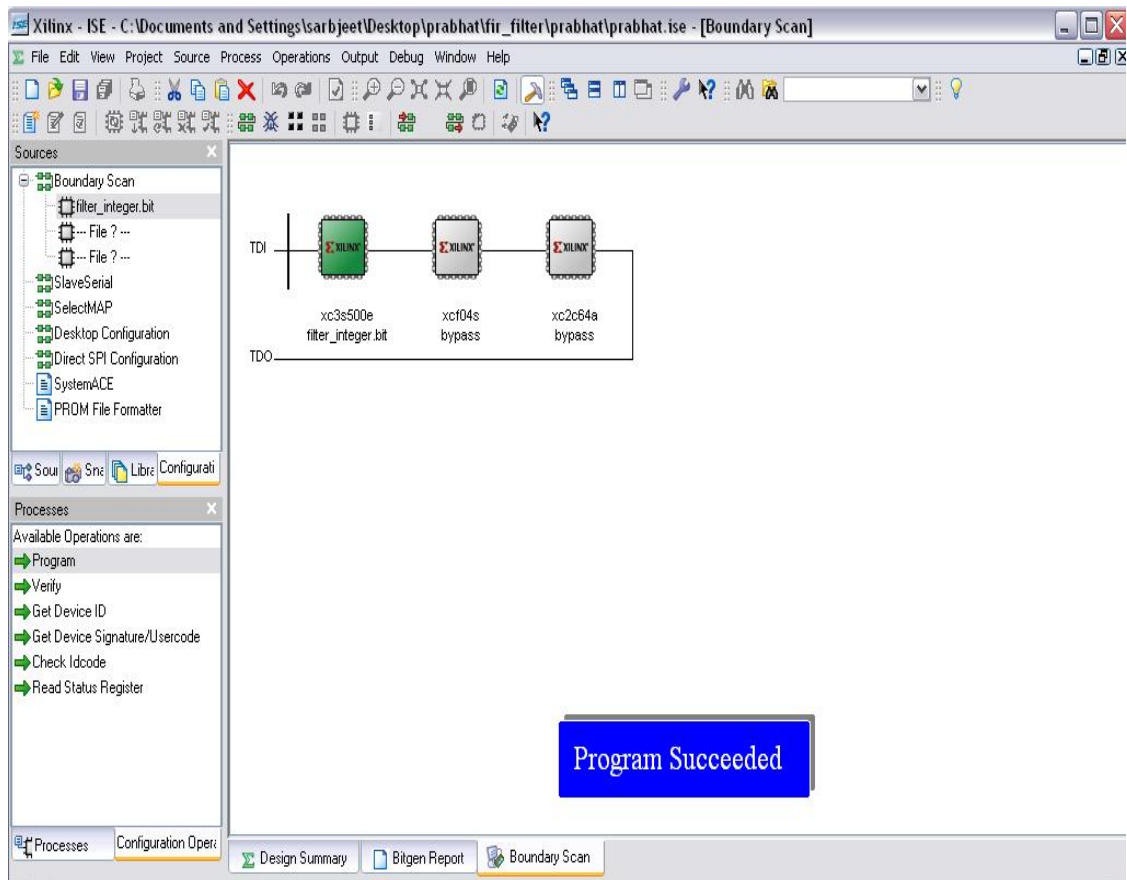 Xilinx - ISE - C:\Documents and Settings\sarbjeet\Desktop\prabhat\fir_filter\prabhat\prabhat.ise - [Boundary Scan]
File Edit View Project Source Process Operations Output Debug Window Help
Sources
Boundary Scan
filter_integer.bit
--- File ? ---
--- File ? ---
SlaveSerial
SelectMAP
Desktop Configuration
Direct SPI Configuration
SystemACE
PROM File Formatter
Sour Sna Libra Configurati
Processes
Available Operations are:
Program
Verify
Get Device ID
Get Device Signature/Usercode
Check Idcode
Read Status Register
Processes Configuration Opera
TDI
XILINX XILINX XILINX
xc3s500e xcf04s xc2c64a
filter_integer.bit bypass bypass
TDO
Program Succeeded
Design Summary Bitgen Report Boundary Scan